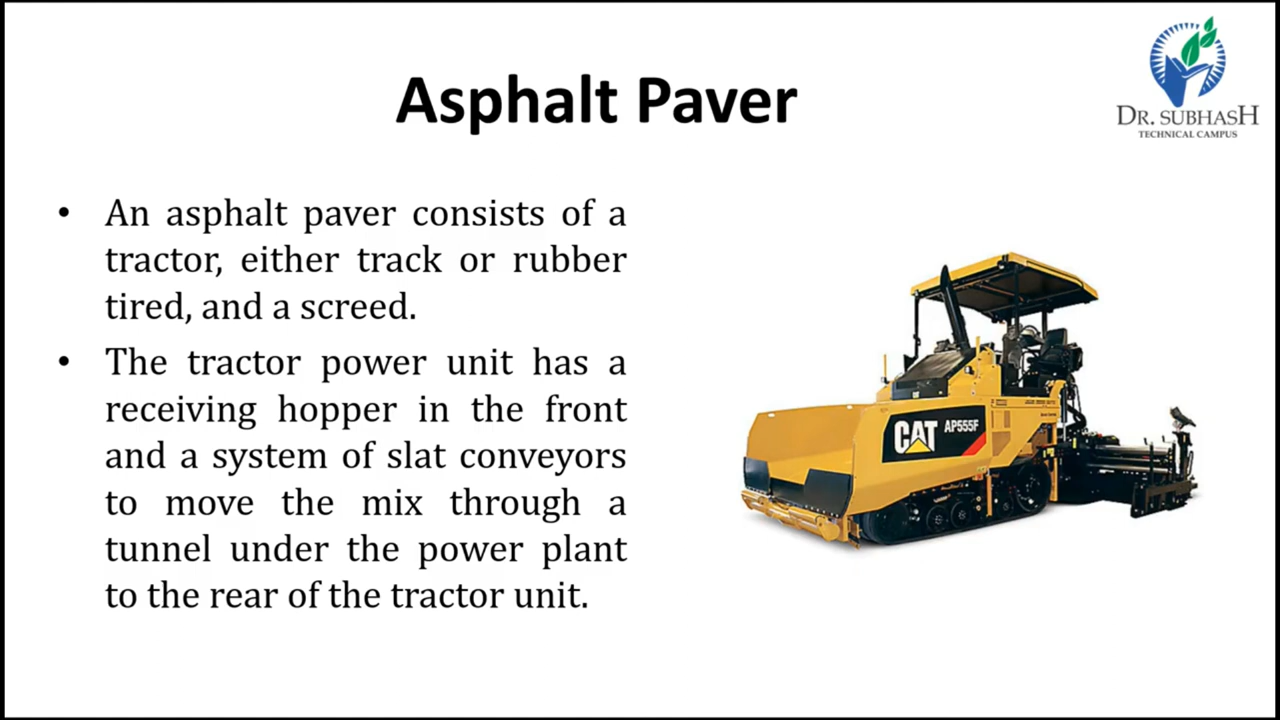 Asphalt Paver
DR. SUBHASH
TECHNICAL CAMPUS
• An asphalt paver consists of a
tractor, either track or rubber
tired, and a screed.
• The tractor power unit has a
receiving hopper in the front
and a system of slat conveyors
to move the mix through a
tunnel under the power plant
to the rear of the tractor unit.
CAT AP555F